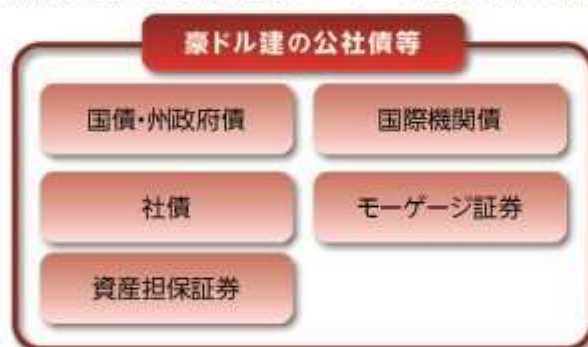 豪ドル建の公社債等
国債・州政府債
国際機関債
社債
モーゲージ証券
資産担保証券